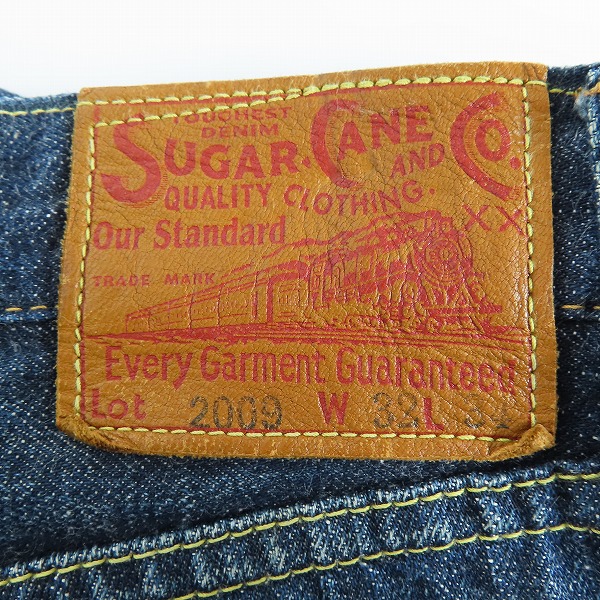 TOUGHEST
DENIM
SUGAR. CANE CO.
AND
QUALITY CLOTHING.
Our Standard
XX
TRADE MARK
Every Garment Guaranteed
Lot 2009 W 32 L